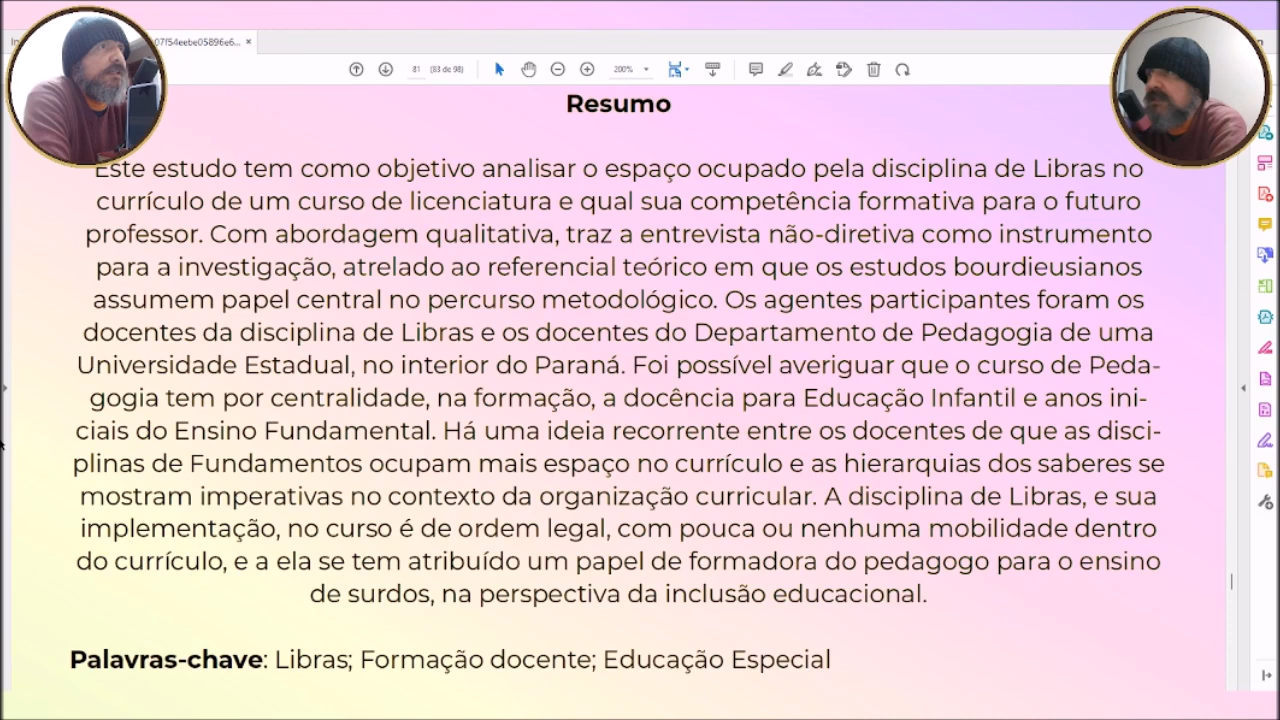 07f54eebe05896e6...
81 (83 de 98) 200%
Resumo
Este estudo tem como objetivo analisar o espaço ocupado pela disciplina de Libras no
currículo de um curso de licenciatura e qual sua competência formativa para o futuro
professor. Com abordagem qualitativa, traz a entrevista não-diretiva como instrumento
para a investigação, atrelado ao referencial teórico em que os estudos bourdieusianos
assumem papel central no percurso metodológico. Os agentes participantes foram os
docentes da disciplina de Libras e os docentes do Departamento de Pedagogia de uma
Universidade Estadual, no interior do Paraná. Foi possível averiguar que o curso de Peda-
gogia tem por centralidade, na formação, a docência para Educação Infantil e anos ini-
ciais do Ensino Fundamental. Há uma ideia recorrente entre os docentes de que as disci-
plinas de Fundamentos ocupam mais espaço no currículo e as hierarquias dos saberes se
mostram imperativas no contexto da organização curricular. A disciplina de Libras, e sua
implementação, no curso é de ordem legal, com pouca ou nenhuma mobilidade dentro
do currículo, e a ela se tem atribuído um papel de formadora do pedagogo para o ensino
de surdos, na perspectiva da inclusão educacional.
Palavras-chave: Libras; Formação docente; Educação Especial